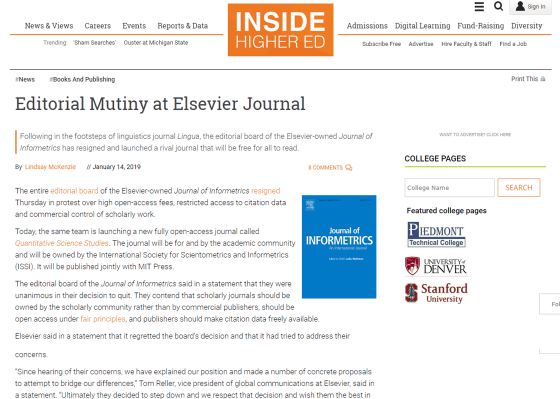 Sign In
News & Views Careers Events Reports & Data
INSIDE
HIGHER ED
Admissions Digital Learning Fund-Raising Diversity
Trending: 'Sham Searches' Ouster at Michigan State
Subscribe Free Advertise Hire Faculty & Staff Find a Job
#News #Books And Publishing
Print This
Editorial Mutiny at Elsevier Journal
Following in the footsteps of linguistics journal Lingua, the editorial board of the Elsevier-owned Journal of
Informetrics has resigned and launched a rival journal that will be free for all to read.
By Lindsay McKenzie // January 14, 2019
8 COMMENTS
The entire editorial board of the Elsevier-owned Journal of Informetrics resigned
Thursday in protest over high open-access fees, restricted access to citation data
and commercial control of scholarly work.
Today, the same team is launching a new fully open-access journal called
Quantitative Science Studies. The journal will be for and by the academic community
and will be owned by the International Society for Scientometrics and Informetrics
(ISSI). It will be published jointly with MIT Press.
The editorial board of the Journal of Informetrics said in a statement that they were
unanimous in their decision to quit. They contend that scholarly journals should be
owned by the scholarly community rather than by commercial publishers, should be
open access under fair principles, and publishers should make citation data freely available.
Elsevier said in a statement that it regretted the board's decision and that it had tried to address their
concerns.
"Since hearing of their concerns, we have explained our position and made a number of concrete proposals
to attempt to bridge our differences," Tom Reller, vice president of global communications at Elsevier, said in
a statement. "Ultimately they decided to step down and we respect that decision and wish them the best in
Journal of
INFORMETRICS
WANT TO ADVERTISE? CLICK HERE
COLLEGE PAGES
College Name SEARCH
Featured college pages
PIEDMONT
Technical College
UNIVERSITY of
DENVER
Stanford
University
Fol